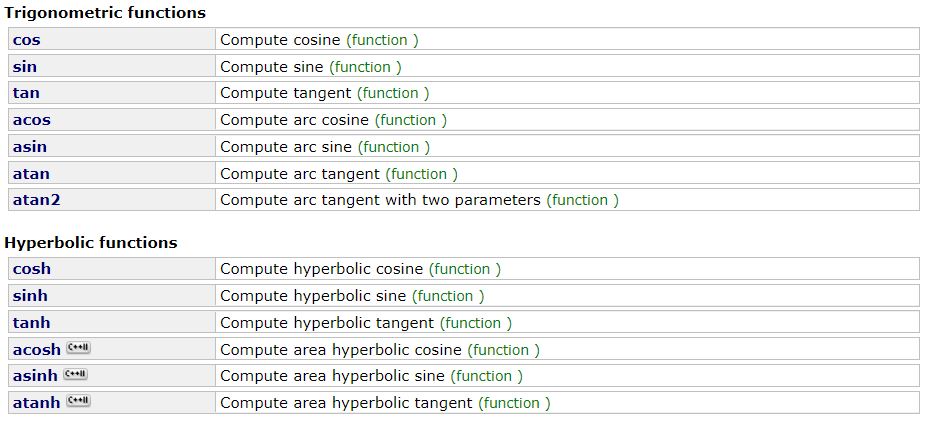 Trigonometric functions
cos Compute cosine (function )
sin Compute sine (function )
tan Compute tangent (function )
acos Compute arc cosine (function )
asin Compute arc sine (function )
atan Compute arc tangent (function )
atan2 Compute arc tangent with two parameters (function )
Hyperbolic functions
cosh Compute hyperbolic cosine (function )
sinh Compute hyperbolic sine (function )
tanh Compute hyperbolic tangent (function )
acosh C++11 Compute area hyperbolic cosine (function )
asinh C++11 Compute area hyperbolic sine (function )
atanh C++11 Compute area hyperbolic tangent (function )